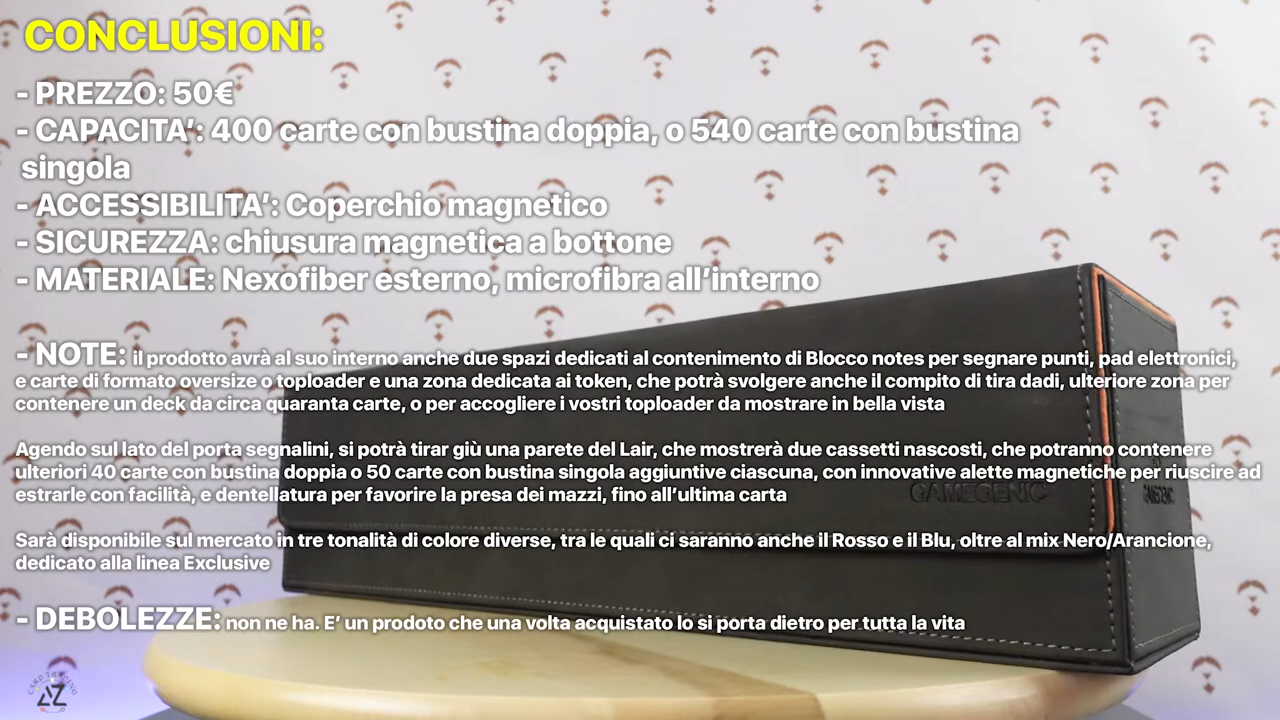 CONCLUSIONI:
- PREZZO: 50€
- CAPACITA’: 400 carte con bustina doppia, o 540 carte con bustina
singola
- ACCESSIBILITA’: Coperchio magnetico
- SICUREZZA: chiusura magnetica a bottone
- MATERIALE: Nexofiber esterno, microfibra all’interno
- NOTE: il prodotto avrà al suo interno anche due spazi dedicati al contenimento di Blocco notes per segnare punti, pad elettronici,
e carte di formato oversize o toploader e una zona dedicata ai token, che potrà svolgere anche il compito di tira dadi, ulteriore zona per
contenere un deck da circa quaranta carte, o per accogliere i vostri toploader da mostrare in bella vista
Agendo sul lato del porta segnalini, si potrà tirar giù una parete del Lair, che mostrerà due cassetti nascosti, che potranno contenere
ulteriori 40 carte con bustina doppia o 50 carte con bustina singola aggiuntive ciascuna, con innovative alette magnetiche per riuscire ad
estrarle con facilità, e dentellatura per favorire la presa dei mazzi, fino all’ultima carta
GAMEGENIC
GAMEGENIC
Sarà disponibile sul mercato in tre tonalità di colore diverse, tra le quali ci saranno anche il Rosso e il Blu, oltre al mix Nero/Arancione,
dedicato alla linea Exclusive
- DEBOLEZZE: non ne ha. E’ un prodoto che una volta acquistato lo si porta dietro per tutta la vita
CARD TRADING
AZ